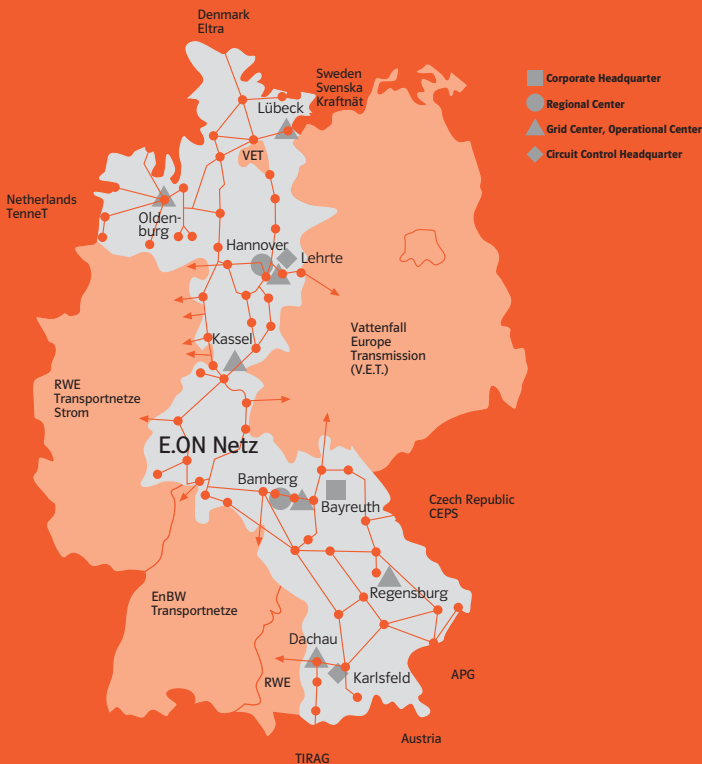 Denmark
Eltra
Sweden
Svenska
Kraftnät
Corporate Headquarter
Regional Center
Grid Center, Operational Center
Circuit Control Headquarter
Lübeck
VET
Netherlands
TenneT
Olden-
burg
Hannover
Lehrte
Vattenfall
Europe
Transmission
(V.E.T.)
Kassel
RWE
Transportnetze
Strom
E.ON Netz
Bamberg
Bayreuth
Czech Republic
CEPS
EnBW
Transportnetze
Regensburg
Dachau
Karlsfeld
RWE
APG
Austria
TIRAG